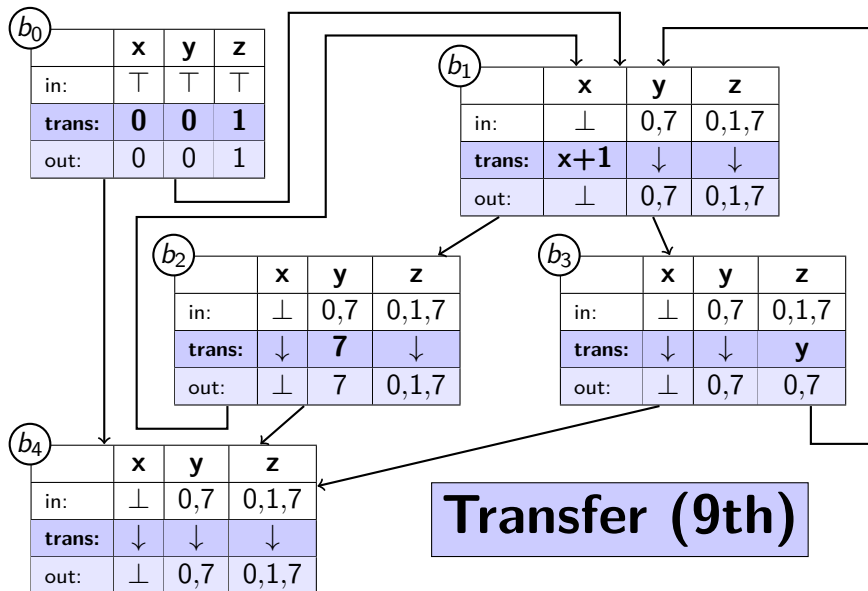 b0
x y z
in: ⊤ ⊤ ⊤
trans: 0 0 1
out: 0 0 1
b1
x y z
in: ⊥ 0,7 0,1,7
trans: x+1 ↓ ↓
out: ⊥ 0,7 0,1,7
b2
x y z
in: ⊥ 0,7 0,1,7
trans: ↓ 7 ↓
out: ⊥ 7 0,1,7
b3
x y z
in: ⊥ 0,7 0,1,7
trans: ↓ ↓ y
out: ⊥ 0,7 0,7
b4
x y z
in: ⊥ 0,7 0,1,7
trans: ↓ ↓ ↓
out: ⊥ 0,7 0,1,7
Transfer (9th)